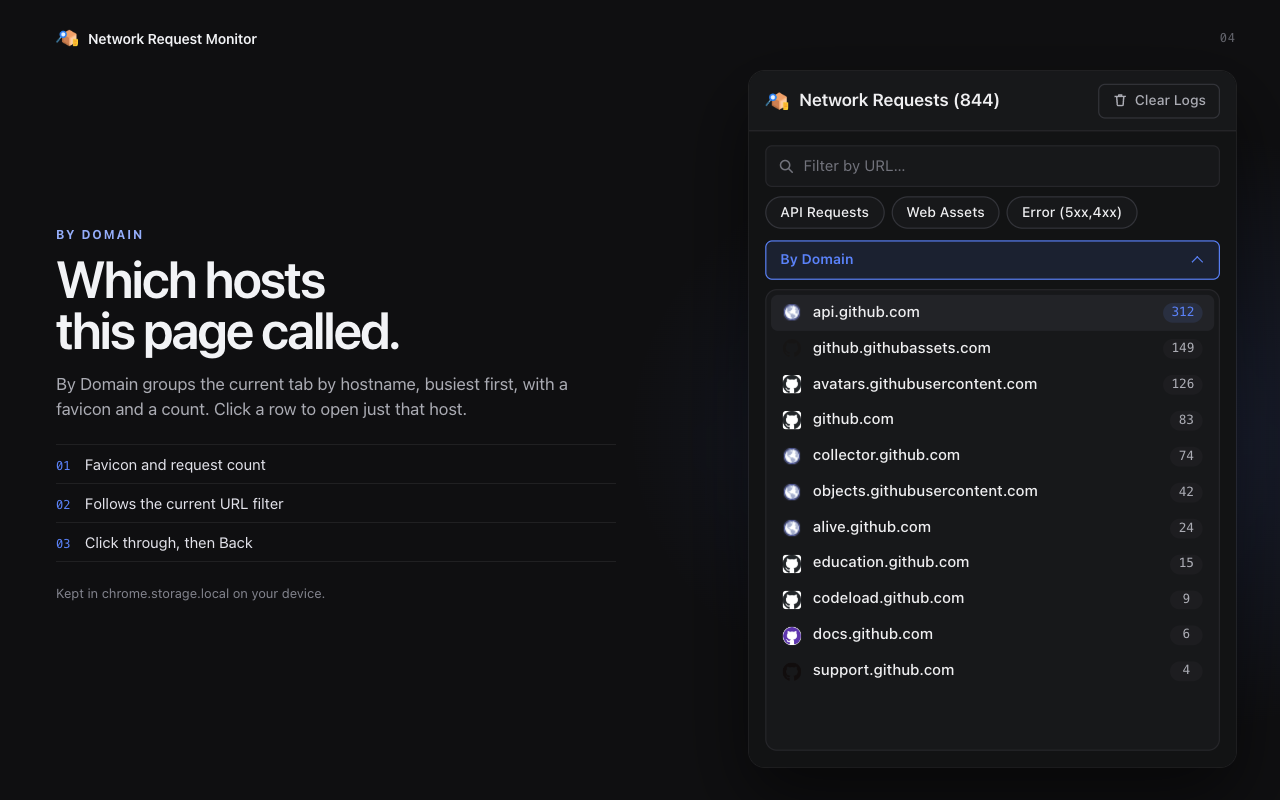 Network Request Monitor
04
BY DOMAIN
Which hosts
this page called.
By Domain groups the current tab by hostname, busiest first, with a
favicon and a count. Click a row to open just that host.
01 Favicon and request count
02 Follows the current URL filter
03 Click through, then Back
Kept in chrome.storage.local on your device.
Network Requests (844)
Clear Logs
Filter by URL...
API Requests
Web Assets
Error (5xx,4xx)
By Domain
api.github.com 312
github.githubassets.com 149
avatars.githubusercontent.com 126
github.com 83
collector.github.com 74
objects.githubusercontent.com 42
alive.github.com 24
education.github.com 15
codeload.github.com 9
docs.github.com 6
support.github.com 4